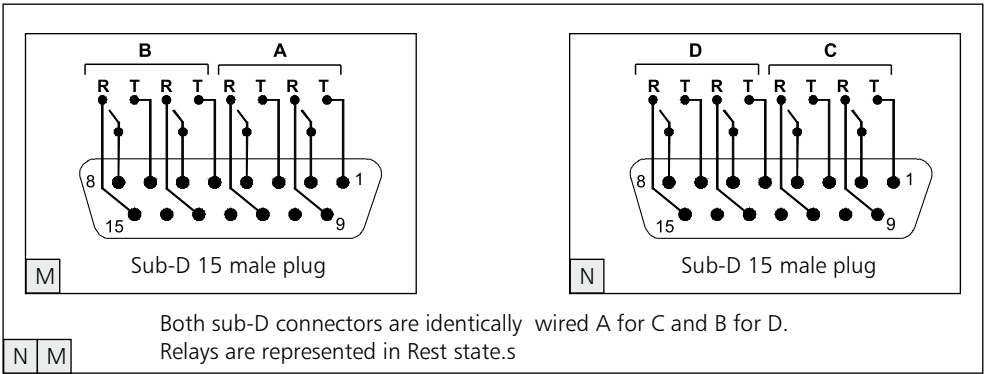 B A
R T R T R T R T
8 1
15 9
Sub-D 15 male plug
M
D C
R T R T R T R T
8 1
15 9
Sub-D 15 male plug
N
Both sub-D connectors are identically wired A for C and B for D.
Relays are represented in Rest state.s
N M